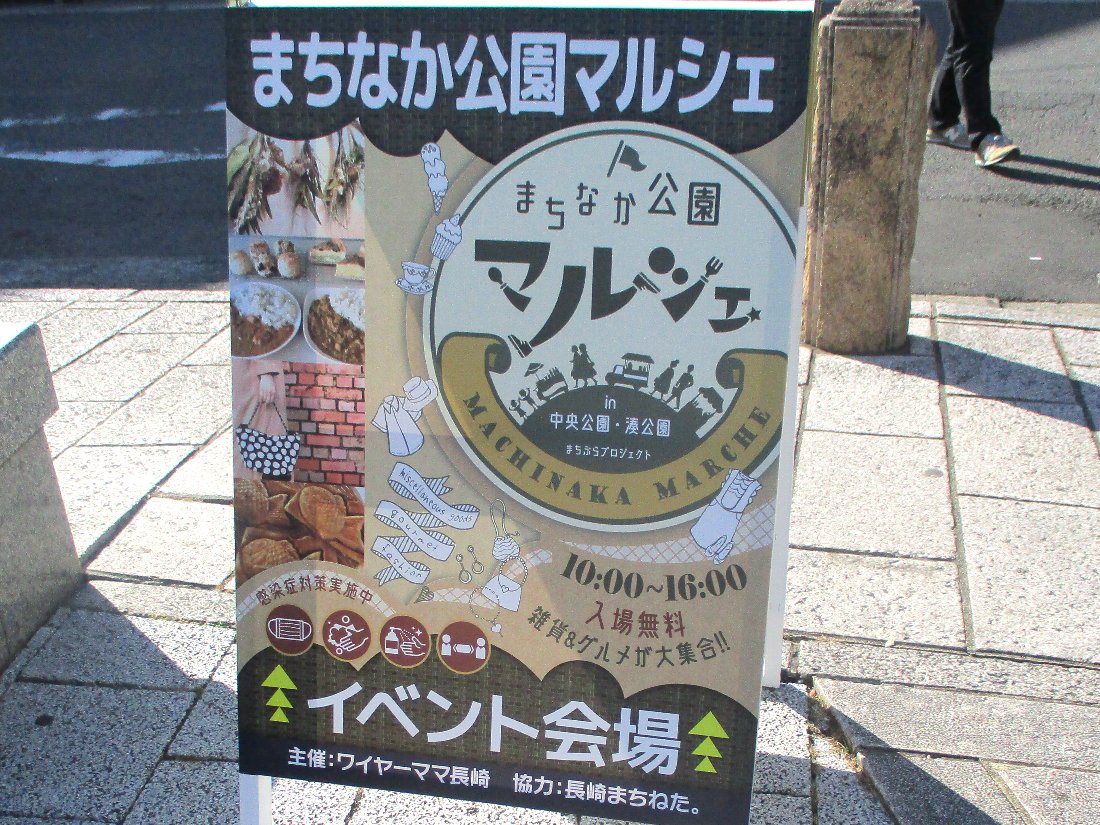 まちなか公園マルシェ
まちなか公園
マルシェ
in
中央公園・湊公園
まちぶらプロジェクト
MACHINAKA MARCHE
miscellaneous goods
gourmet
fashion
10:00~16:00
入場無料
雑貨&グルメが大集合!!
感染症対策実施中
イベント会場
主催:ワイヤーママ長崎 協力:長崎まちねた。